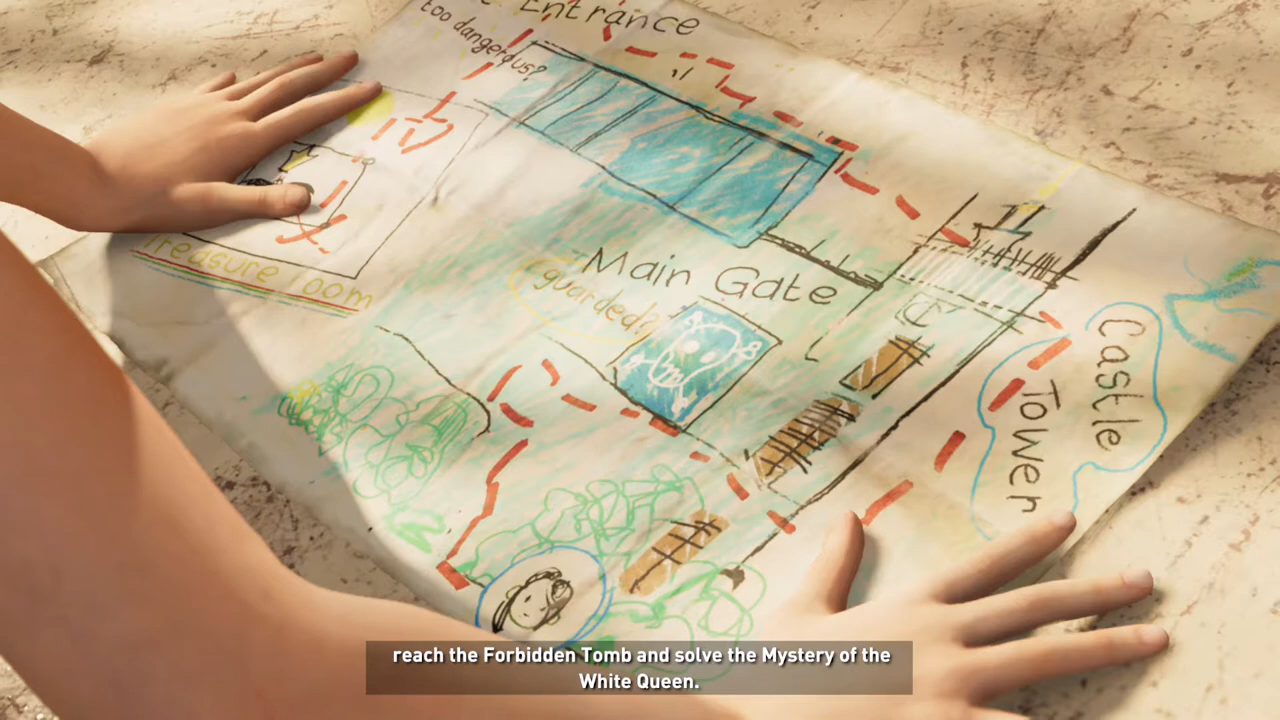 Entrance
too dangerous?
Main Gate
guarded?
Treasure room
Castle
Tower
reach the Forbidden Tomb and solve the Mystery of the
White Queen.